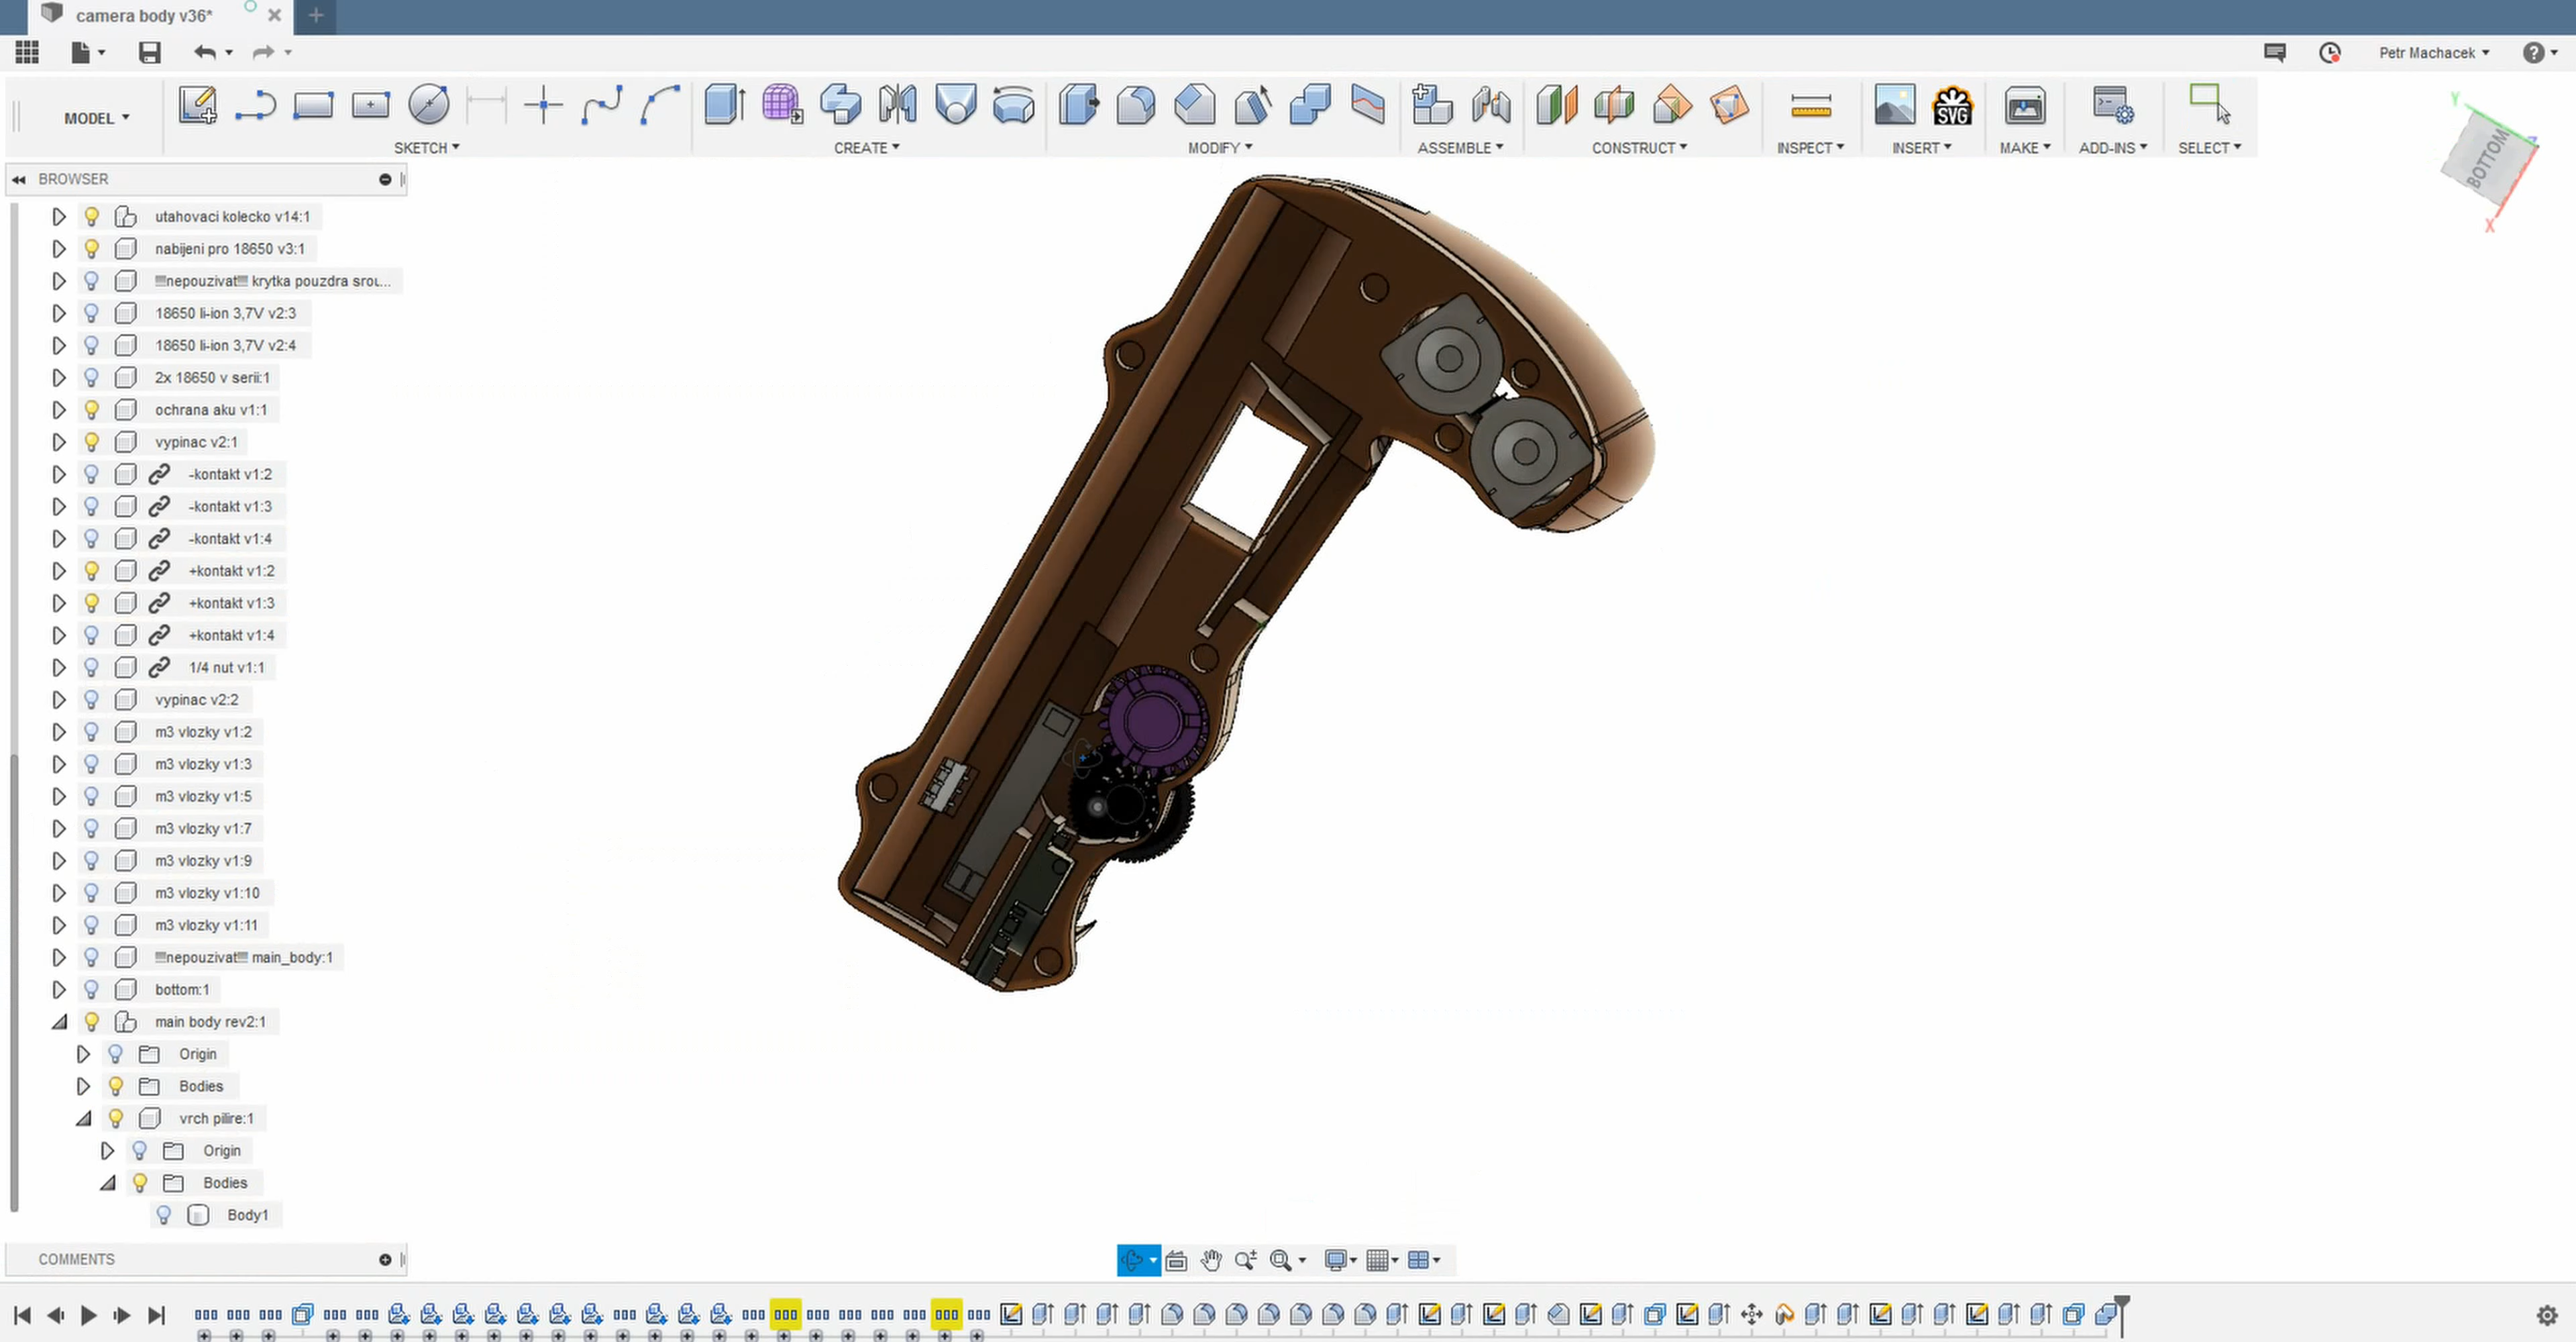 camera body v36*
Petr Machacek
MODEL
SVG
SKETCH
CREATE
MODIFY
ASSEMBLE
CONSTRUCT
INSPECT
INSERT
MAKE
ADD-INS
SELECT
Y
Z
BOTTOM
X
BROWSER
utahovaci kolecko v14:1
nabijeni pro 18650 v3:1
!!!!nepouzivat!!!! krytka pouzdra srou...
18650 li-ion 3,7V v2:3
18650 li-ion 3,7V v2:4
2x 18650 v serii:1
ochrana aku v1:1
vypinac v2:1
-kontakt v1:2
-kontakt v1:3
-kontakt v1:4
+kontakt v1:2
+kontakt v1:3
+kontakt v1:4
1/4 nut v1:1
vypinac v2:2
m3 vlozky v1:2
m3 vlozky v1:3
m3 vlozky v1:5
m3 vlozky v1:7
m3 vlozky v1:9
m3 vlozky v1:10
m3 vlozky v1:11
!!!!nepouzivat!!!! main_body:1
bottom:1
main body rev2:1
Origin
Bodies
vrch pilire:1
Origin
Bodies
Body1
COMMENTS